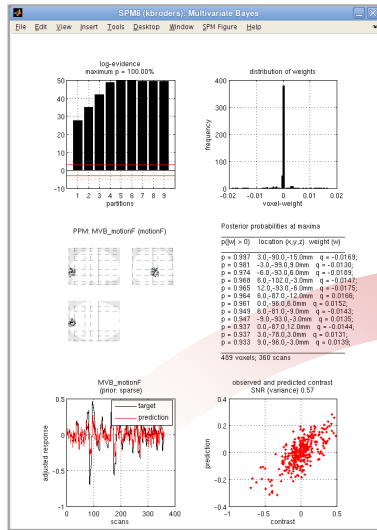 SPM8 (kbroders): Multivariate Bayes
File Edit View Insert Tools Desktop Window SPM Figure Help
log-evidence
maximum p = 100.00%
50
40
30
20
10
0
-10
1 2 3 4 5 6 7 8 9
partitions
distribution of weights
400
300
200
100
0
-0.02 -0.01 0 0.01 0.02
frequency
voxel-weight
PPM: MVB_motionF (motionF)
Posterior probabilities at maxima
p(|w| > 0) location (x,y,z) weight (w)
p = 0.997 3.0,-90.0,-15.0mm q = -0.0169;
p = 0.981 -3.0,-99.0,9.0mm q = -0.0130;
p = 0.974 -6.0,-93.0,6.0mm q = -0.0189;
p = 0.968 6.0,-102.0,-3.0mm q = -0.0147;
p = 0.965 12.0,-93.0,-6.0mm q = -0.0175;
p = 0.964 6.0,-87.0,-12.0mm q = 0.0166;
p = 0.961 0.0,-96.0,6.0mm q = 0.0152;
p = 0.949 6.0,-81.0,-9.0mm q = -0.0143;
p = 0.947 -9.0,-93.0,-3.0mm q = 0.0135;
p = 0.937 0.0,-87.0,12.0mm q = -0.0144;
p = 0.937 3.0,-78.0,3.0mm q = 0.0131;
p = 0.933 9.0,-96.0,-3.0mm q = 0.0139;
489 voxels; 360 scans
MVB_motionF
(prior: sparse)
target
prediction
0.5
0
-0.5
-1
0 100 200 300 400
adjusted response
scans
observed and predicted contrast
SNR (variance) 0.57
0.4
0.2
0
-0.2
-0.4
-1 -0.5 0 0.5
prediction
contrast